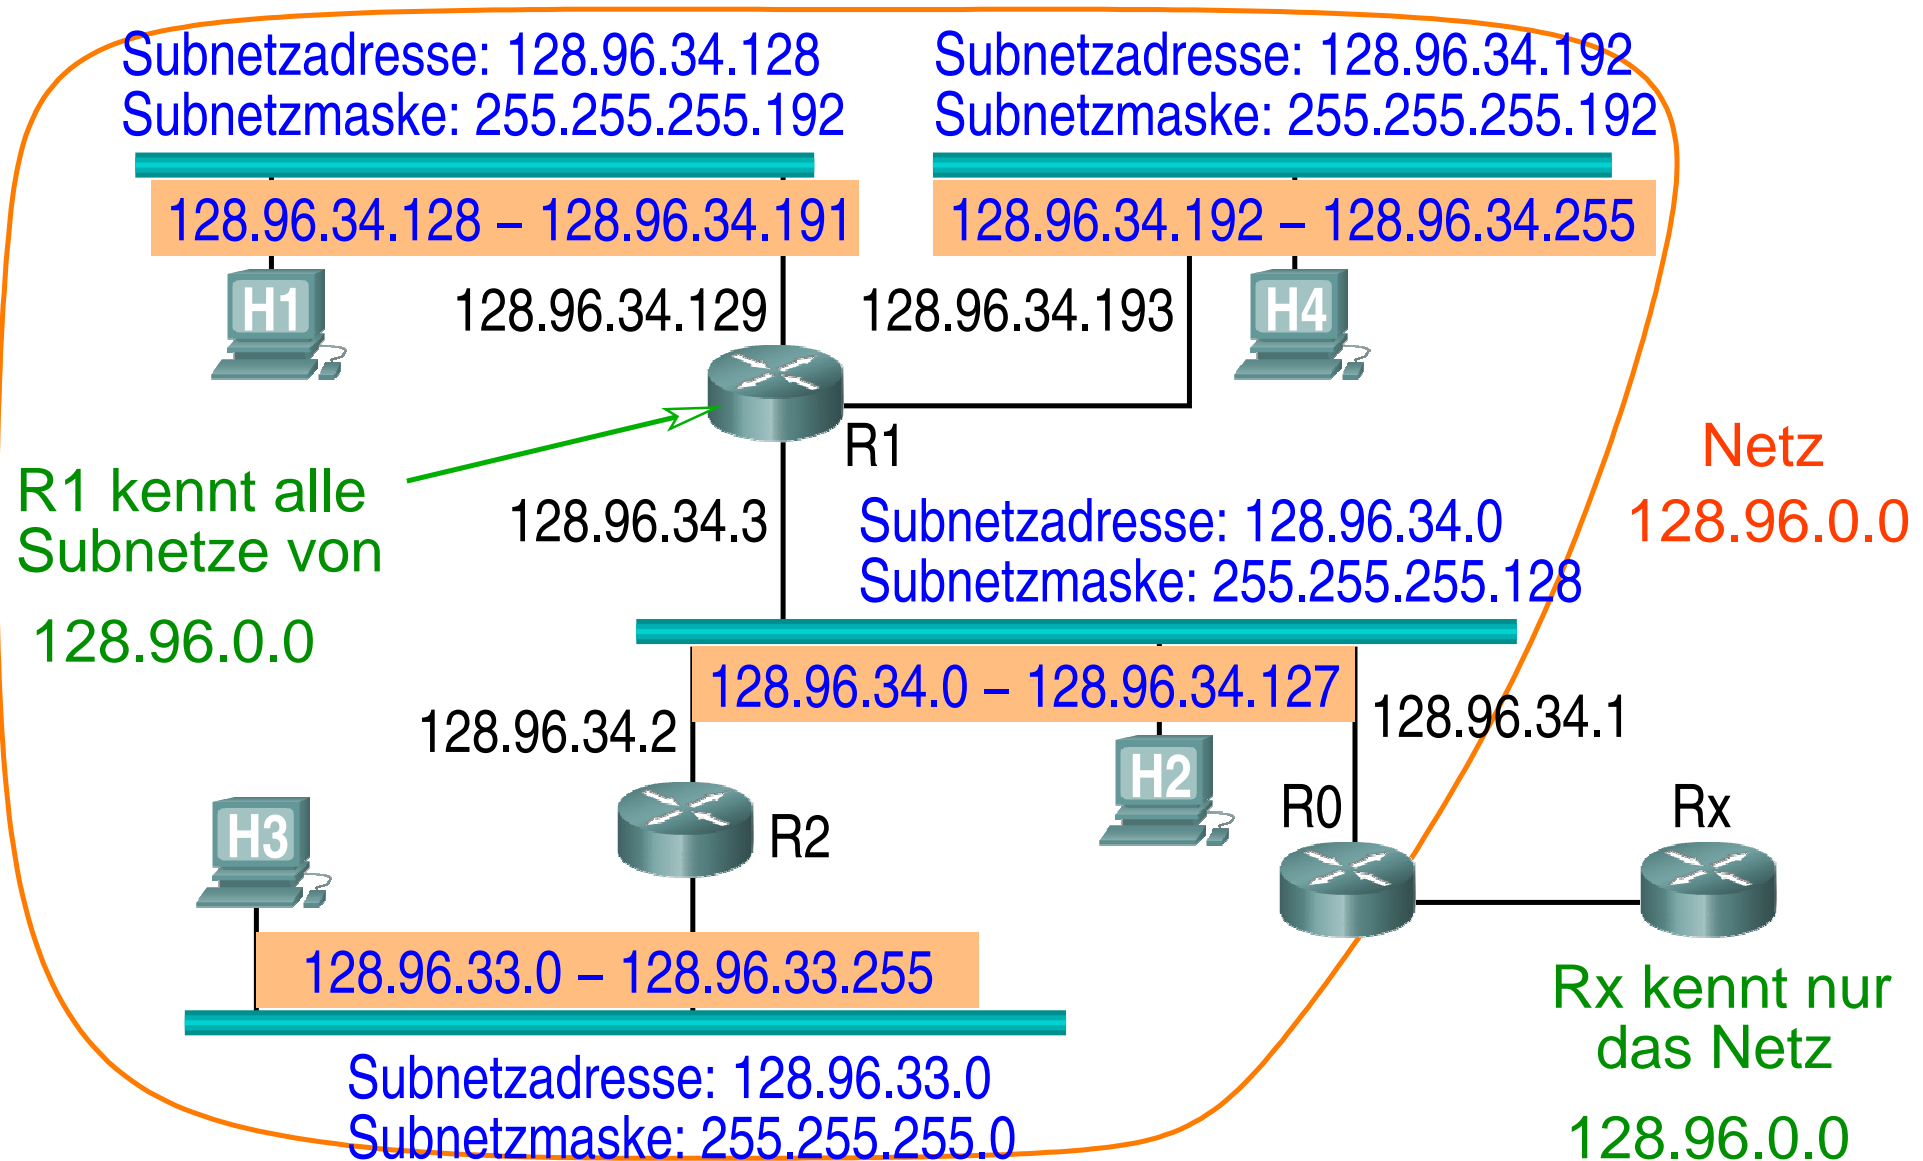 Subnetzadresse: 128.96.34.128
Subnetzmaske: 255.255.255.192
Subnetzadresse: 128.96.34.192
Subnetzmaske: 255.255.255.192
128.96.34.128 – 128.96.34.191
128.96.34.192 – 128.96.34.255
H1
128.96.34.129
128.96.34.193
H4
R1
R1 kennt alle
Subnetze von
128.96.0.0
128.96.34.3
Subnetzadresse: 128.96.34.0
Subnetzmaske: 255.255.255.128
Netz
128.96.0.0
128.96.34.0 – 128.96.34.127
128.96.34.2
128.96.34.1
H2
H3
R2
R0
Rx
128.96.33.0 – 128.96.33.255
Subnetzadresse: 128.96.33.0
Subnetzmaske: 255.255.255.0
Rx kennt nur
das Netz
128.96.0.0